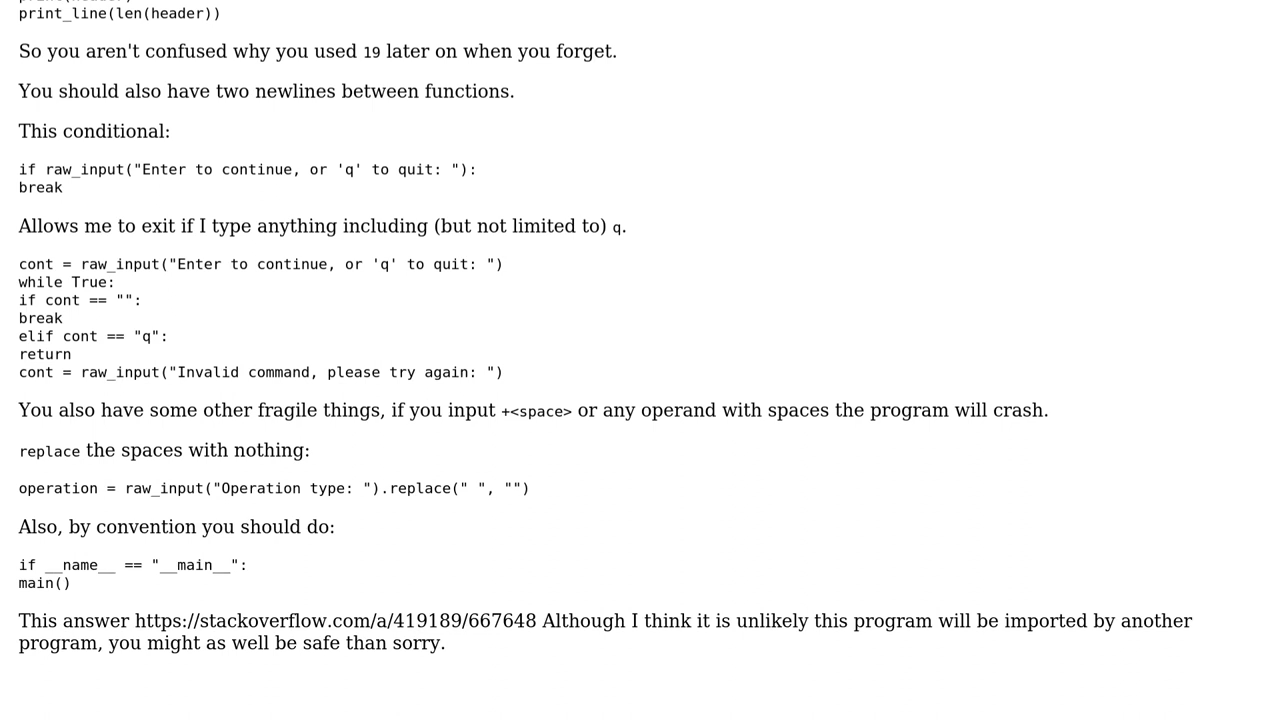 print_line(len(header))
So you aren't confused why you used 19 later on when you forget.
You should also have two newlines between functions.
This conditional:
if raw_input("Enter to continue, or 'q' to quit: "):
break
Allows me to exit if I type anything including (but not limited to) q.
cont = raw_input("Enter to continue, or 'q' to quit: ")
while True:
if cont == "":
break
elif cont == "q":
return
cont = raw_input("Invalid command, please try again: ")
You also have some other fragile things, if you input +<space> or any operand with spaces the program will crash.
replace the spaces with nothing:
operation = raw_input("Operation type: ").replace(" ", "")
Also, by convention you should do:
if __name__ == "__main__":
main()
This answer https://stackoverflow.com/a/419189/667648 Although I think it is unlikely this program will be imported by another
program, you might as well be safe than sorry.